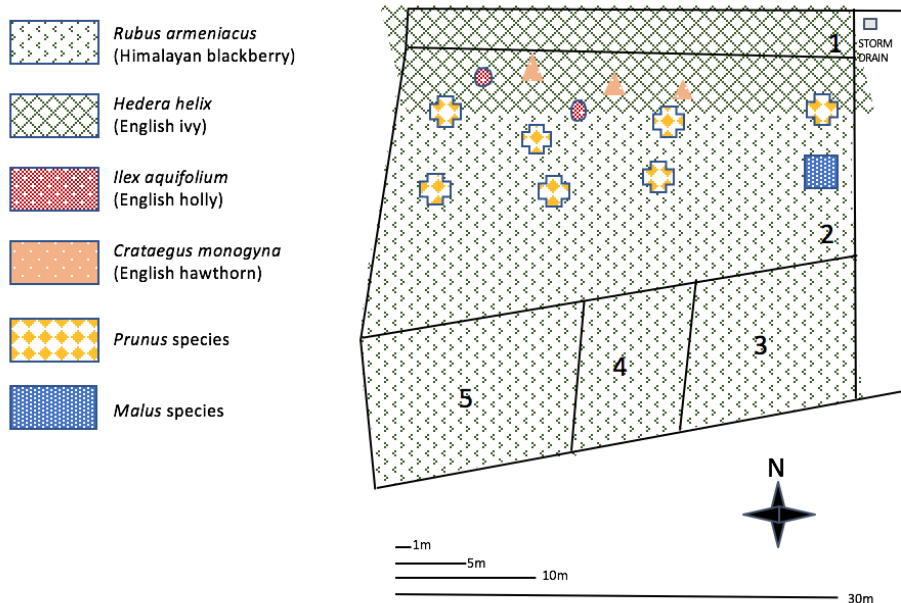 Rubus armeniacus
(Himalayan blackberry)
Hedera helix
(English ivy)
Ilex aquifolium
(English holly)
Crataegus monogyna
(English hawthorn)
Prunus species
Malus species
1
STORM
DRAIN
2
3
4
5
N
1m
5m
10m
30m